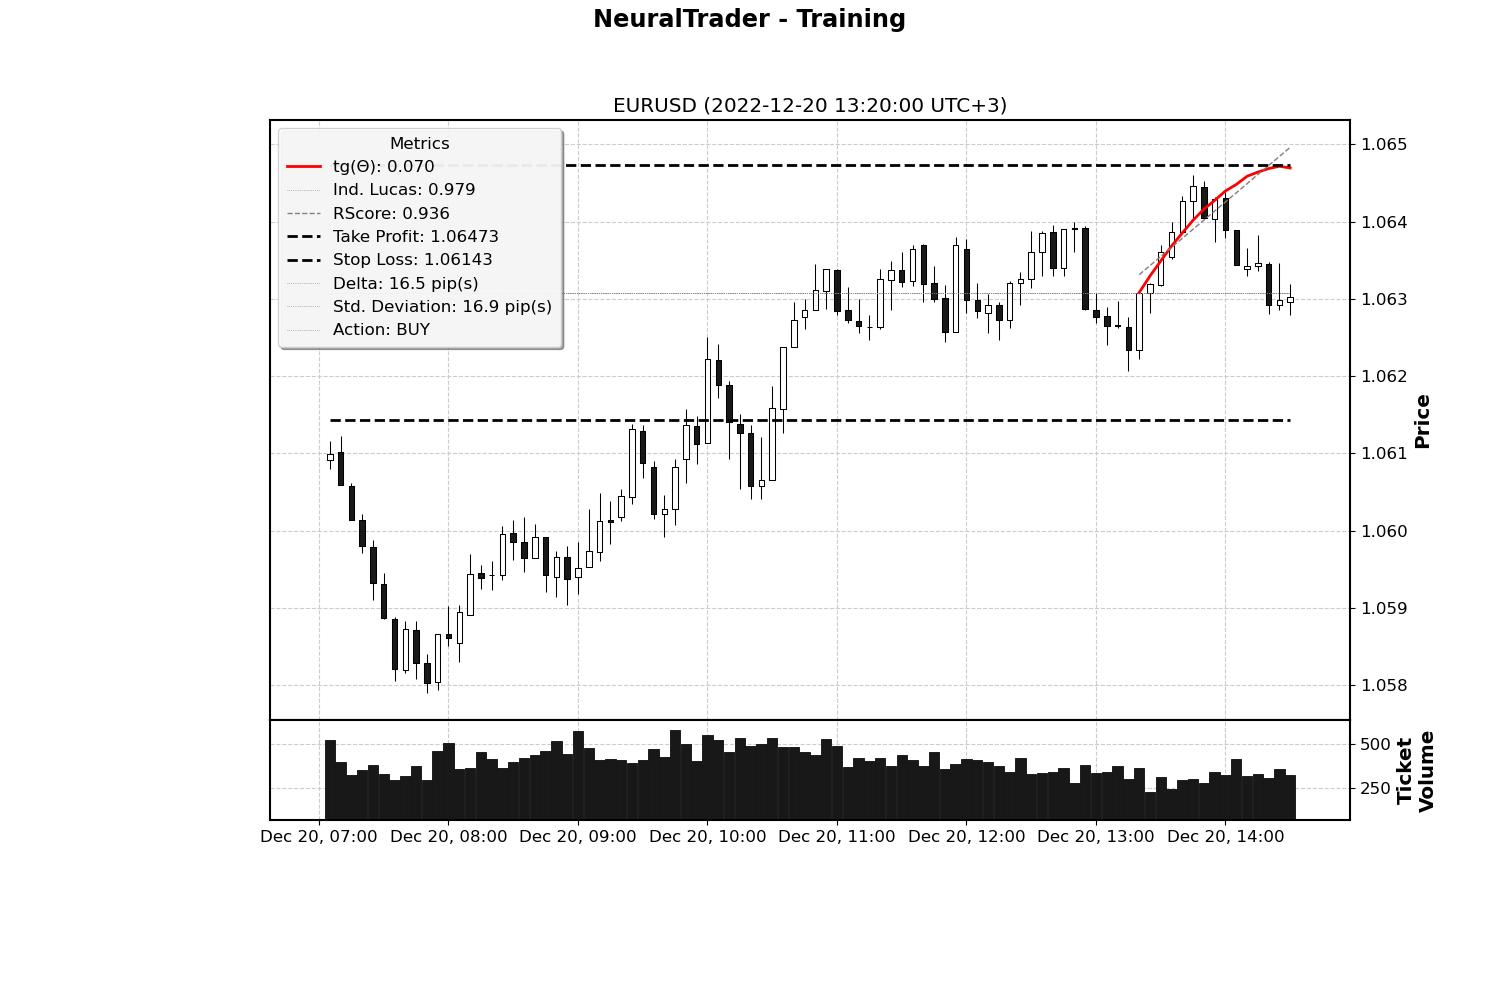 NeuralTrader - Training
EURUSD (2022-12-20 13:20:00 UTC+3)
Metrics
tg(Θ): 0.070
Ind. Lucas: 0.979
RScore: 0.936
Take Profit: 1.06473
Stop Loss: 1.06143
Delta: 16.5 pip(s)
Std. Deviation: 16.9 pip(s)
Action: BUY
1.065
1.064
1.063
1.062
1.061
1.060
1.059
1.058
Price
500
250
Ticket
Volume
Dec 20, 07:00
Dec 20, 08:00
Dec 20, 09:00
Dec 20, 10:00
Dec 20, 11:00
Dec 20, 12:00
Dec 20, 13:00
Dec 20, 14:00